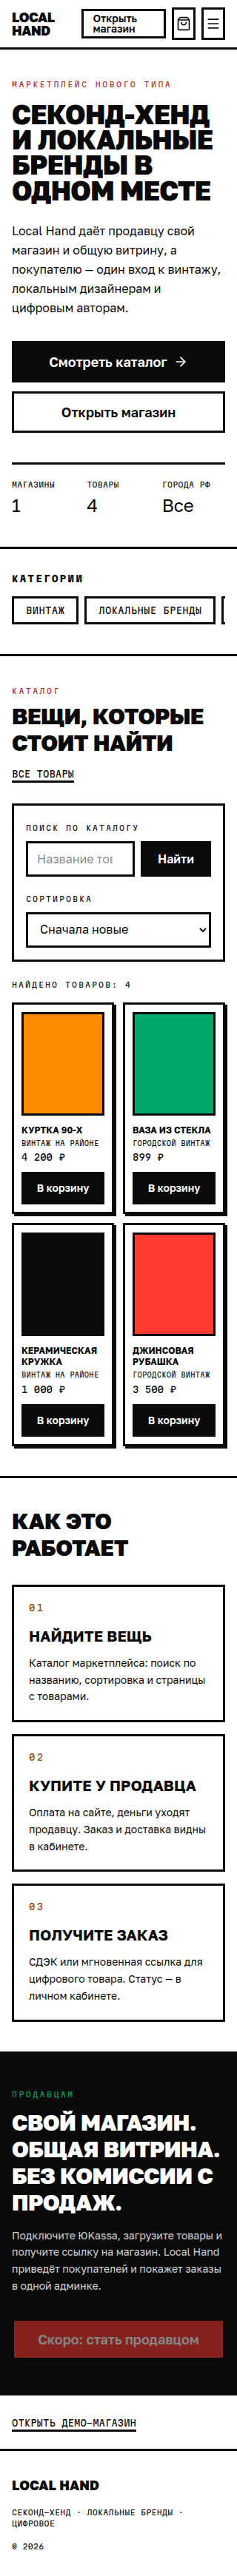 LOCAL
HAND
Открыть
магазин
МАРКЕТПЛЕЙС НОВОГО ТИПА
СЕКОНД-ХЕНД
И ЛОКАЛЬНЫЕ
БРЕНДЫ В
ОДНОМ МЕСТЕ
Local Hand даёт продавцу свой
магазин и общую витрину, а
покупателю — один вход к винтажу,
локальным дизайнерам и
цифровым авторам.
Смотреть каталог →
Открыть магазин
МАГАЗИНЫ ТОВАРЫ ГОРОДА РФ
1 4 Все
КАТЕГОРИИ
ВИНТАЖ ЛОКАЛЬНЫЕ БРЕНДЫ
КАТАЛОГ
ВЕЩИ, КОТОРЫЕ
СТОИТ НАЙТИ
ВСЕ ТОВАРЫ
ПОИСК ПО КАТАЛОГУ
Название тов Найти
СОРТИРОВКА
Сначала новые
НАЙДЕНО ТОВАРОВ: 4
КУРТКА 90-Х
ВИНТАЖ НА РАЙОНЕ
4 200 ₽
В корзину
ВАЗА ИЗ СТЕКЛА
ГОРОДСКОЙ ВИНТАЖ
899 ₽
В корзину
КЕРАМИЧЕСКАЯ
КРУЖКА
ВИНТАЖ НА РАЙОНЕ
1 000 ₽
В корзину
ДЖИНСОВАЯ
РУБАШКА
ГОРОДСКОЙ ВИНТАЖ
3 500 ₽
В корзину
КАК ЭТО
РАБОТАЕТ
01
НАЙДИТЕ ВЕЩЬ
Каталог маркетплейса: поиск по
названию, сортировка и страницы
с товарами.
02
КУПИТЕ У ПРОДАВЦА
Оплата на сайте, деньги уходят
продавцу. Заказ и доставка видны
в кабинете.
03
ПОЛУЧИТЕ ЗАКАЗ
СДЭК или мгновенная ссылка для
цифрового товара. Статус — в
личном кабинете.
ПРОДАВЦАМ
СВОЙ МАГАЗИН.
ОБЩАЯ ВИТРИНА.
БЕЗ КОМИССИИ С
ПРОДАЖ.
Подключите ЮKassa, загрузите товары и
получите ссылку на магазин. Local Hand
приведёт покупателей и покажет заказы
в одной админке.
Скоро: стать продавцом
ОТКРЫТЬ ДЕМО-МАГАЗИН
LOCAL HAND
СЕКОНД-ХЕНД · ЛОКАЛЬНЫЕ БРЕНДЫ ·
ЦИФРОВОЕ
© 2026